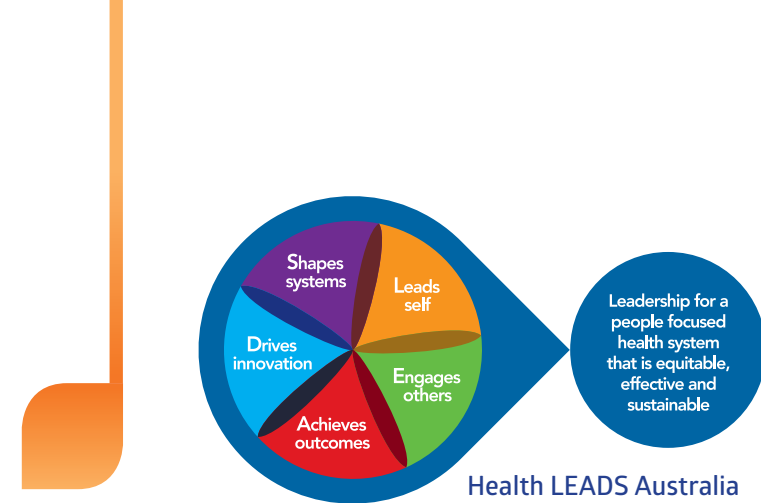 Shapes
systems
Leads
self
Engages
others
Achieves
outcomes
Drives
innovation
Leadership for a
people focused
health system
that is equitable,
effective and
sustainable
Health LEADS Australia